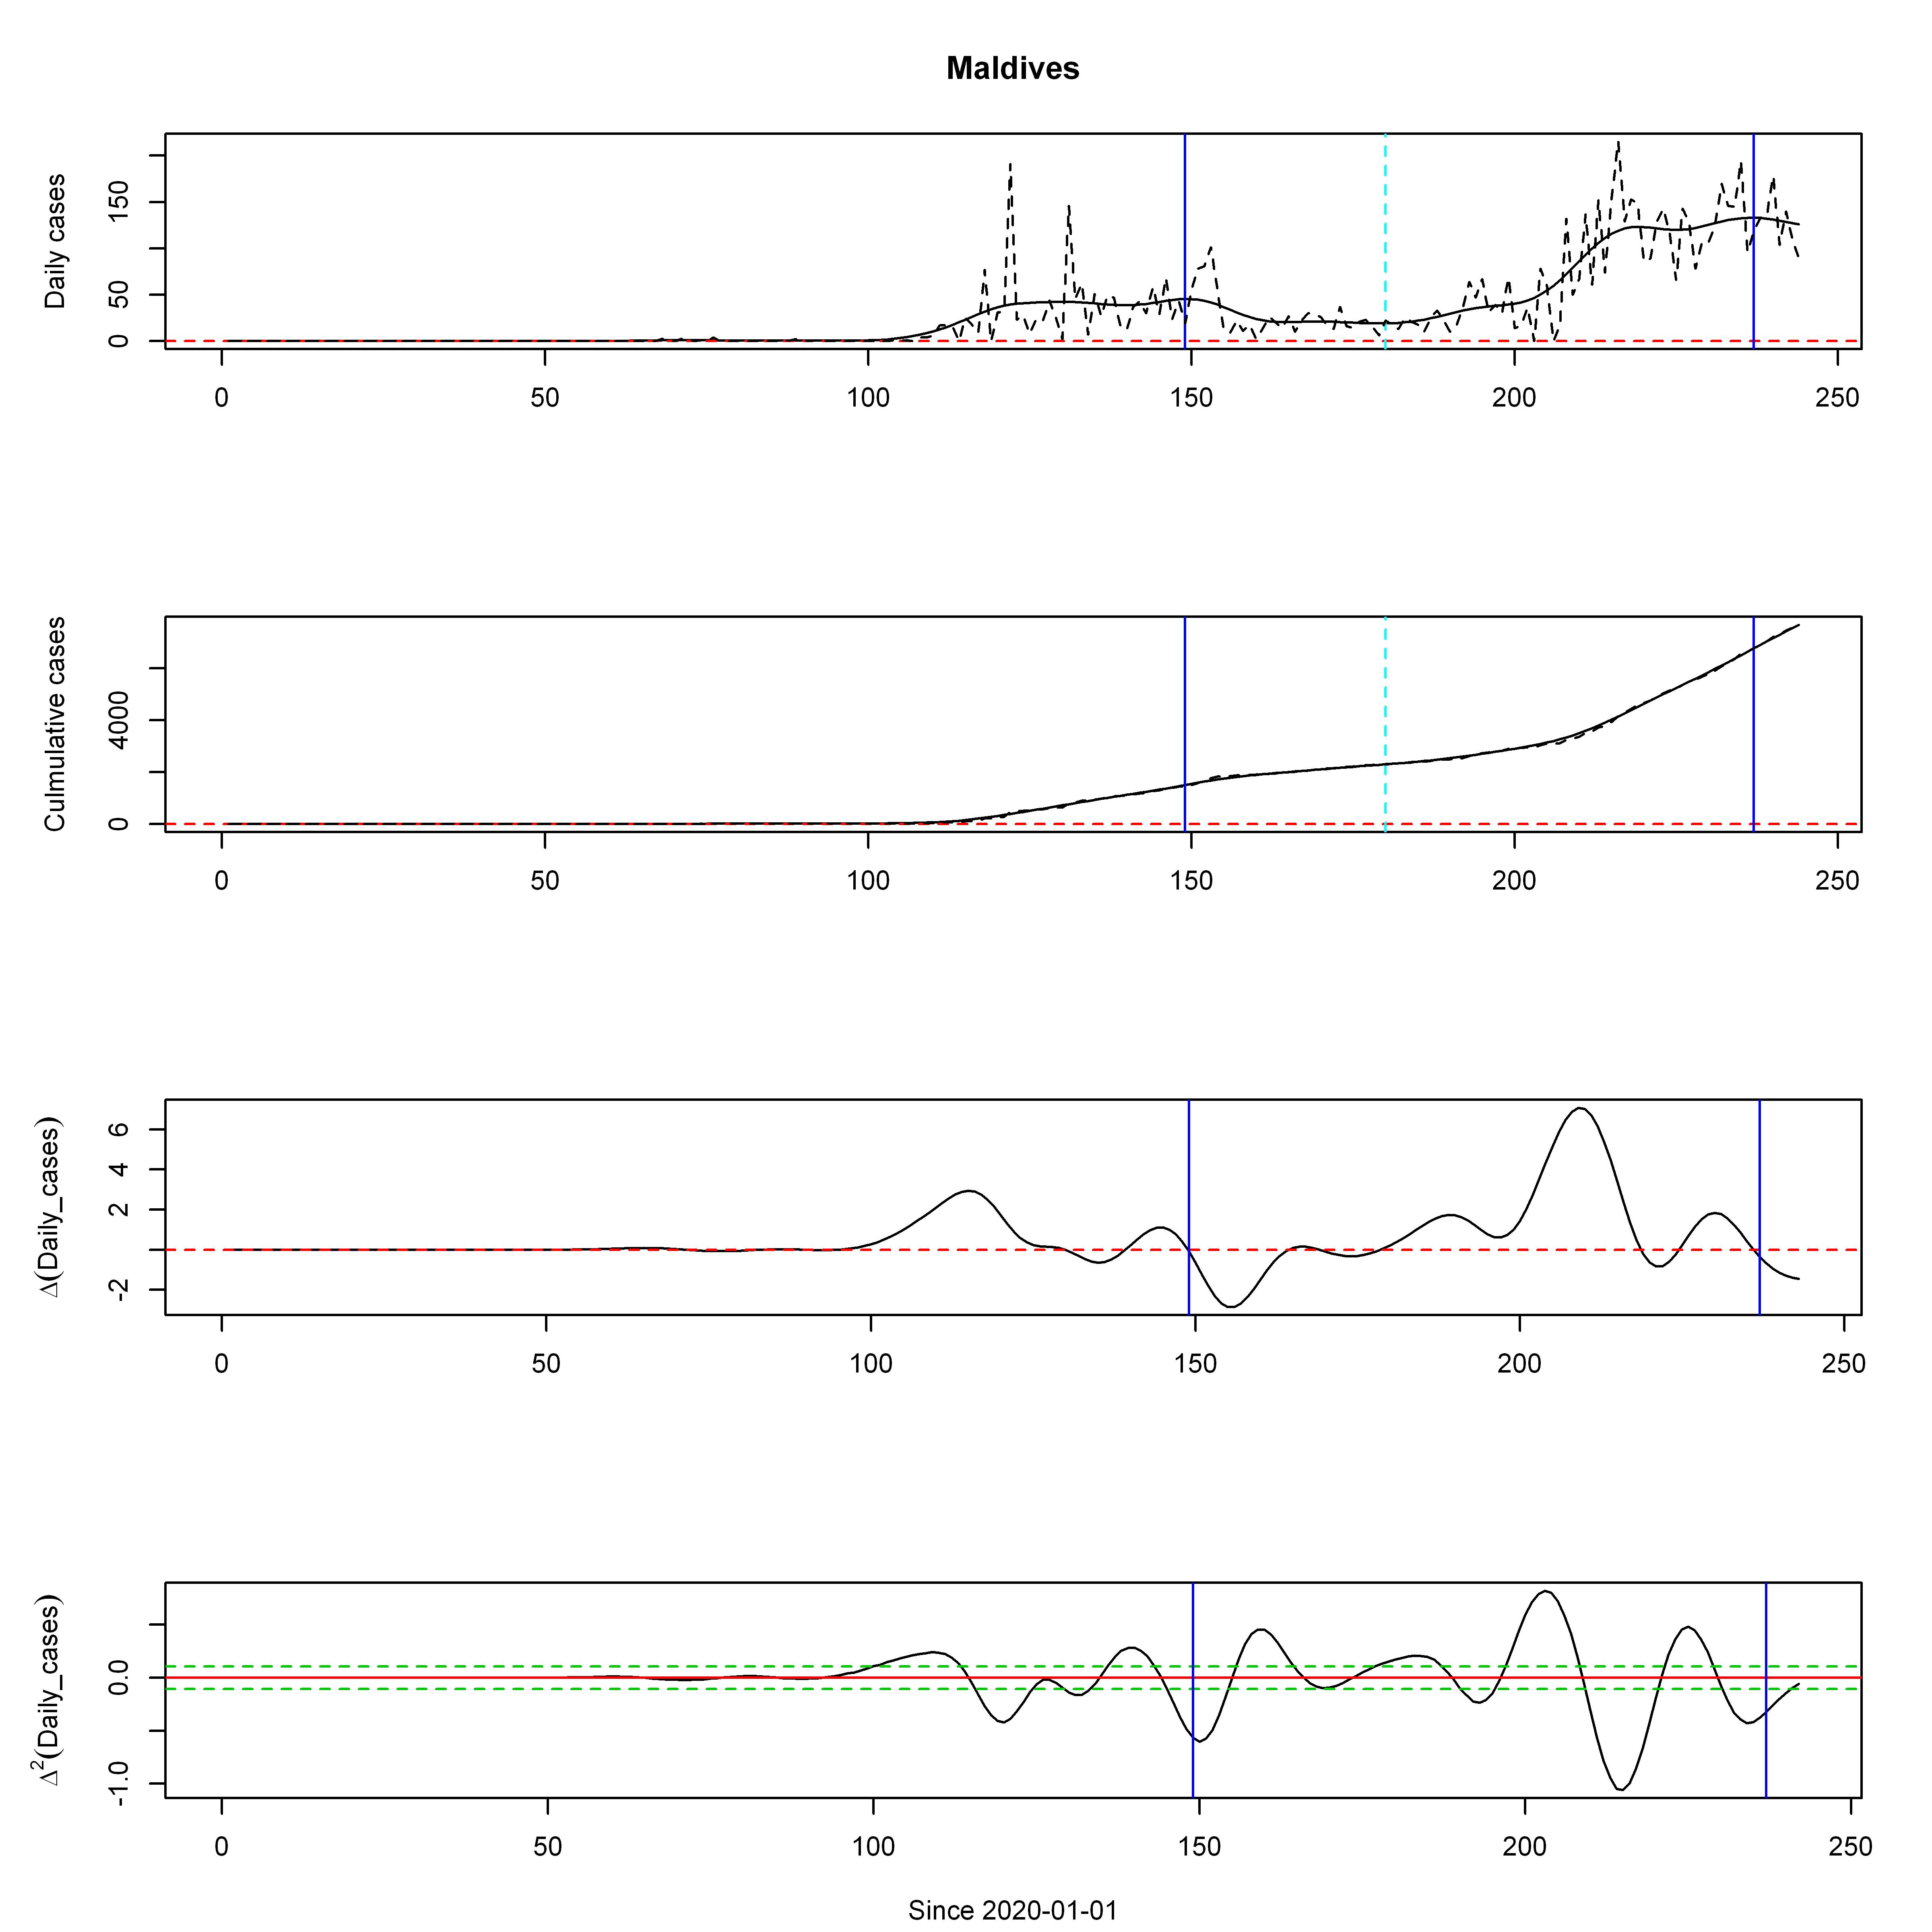 Maldives
Daily cases
0 50 150
0 50 100 150 200 250
Culmulative cases
0 4000
0 50 100 150 200 250
Δ(Daily_cases)
-2 2 4 6
0 50 100 150 200 250
Δ²(Daily_cases)
-1.0 0.0
0 50 100 150 200 250
Since 2020-01-01